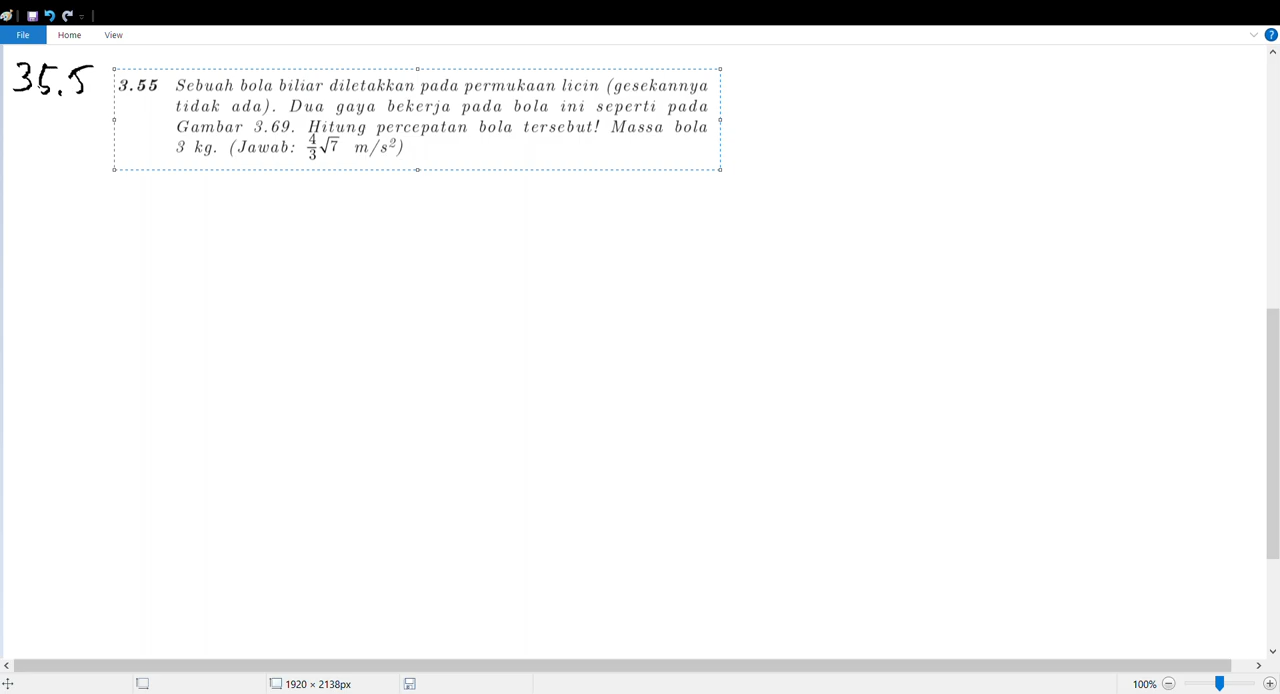 File Home View
35.5
3.55 Sebuah bola biliar diletakkan pada permukaan licin (gesekannya
tidak ada). Dua gaya bekerja pada bola ini seperti pada
Gambar 3.69. Hitung percepatan bola tersebut! Massa bola
3 kg. (Jawab: 4/3 √7 m/s²)
1920 × 2138px 100%